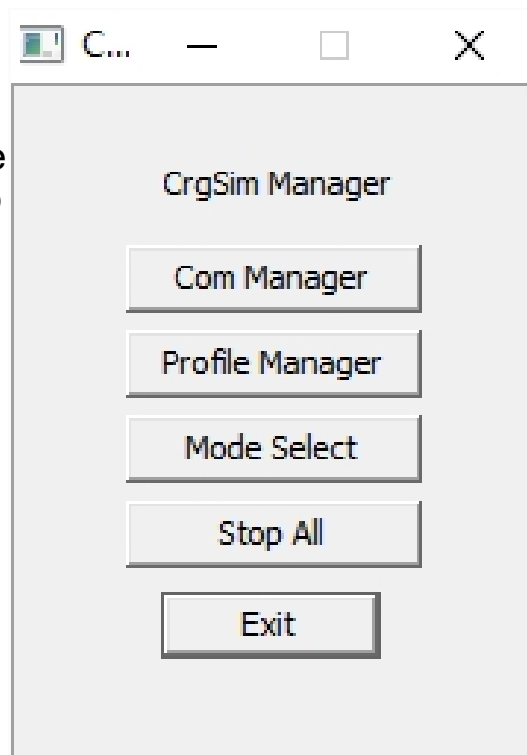 C...
CrgSim Manager
Com Manager
Profile Manager
Mode Select
Stop All
Exit